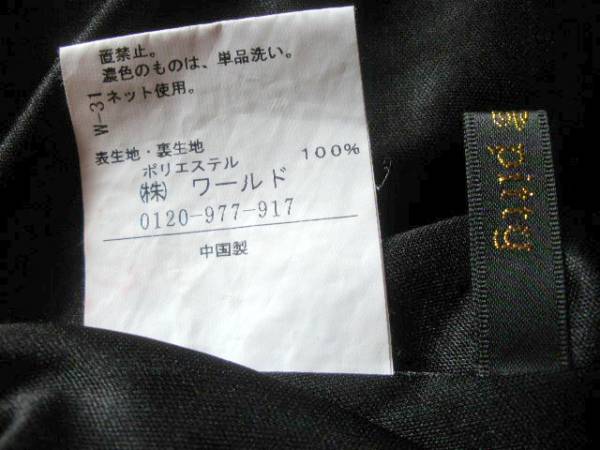 直禁止。
濃色のものは、単品洗い。
ネット使用。
W-31
表生地・裏生地
ポリエステル 100%
㈱ ワールド
0120-977-917
中国製
pitty